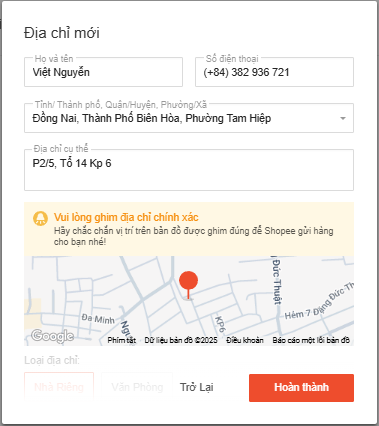 Địa chỉ mới
Họ và tên
Số điện thoại
Việt Nguyễn
(+84) 382 936 721
Tỉnh/ Thành phố, Quận/Huyện, Phường/Xã
Đồng Nai, Thành Phố Biên Hòa, Phường Tam Hiệp
Địa chỉ cụ thể
P2/5, Tổ 14 Kp 6
Vui lòng ghim địa chỉ chính xác
Hãy chắc chắn vị trí trên bản đồ được ghim đúng để Shopee gửi hàng
cho bạn nhé!
Đức Thuật
Hẻm 7 Đặng Đức Th
Đa Minh
KP6
Google
Phím tắt
Dữ liệu bản đồ ©2025
Điều khoản
Báo cáo một lỗi bản đồ
Loại địa chỉ:
Nhà Riêng
Văn Phòng
Trở Lại
Hoàn thành